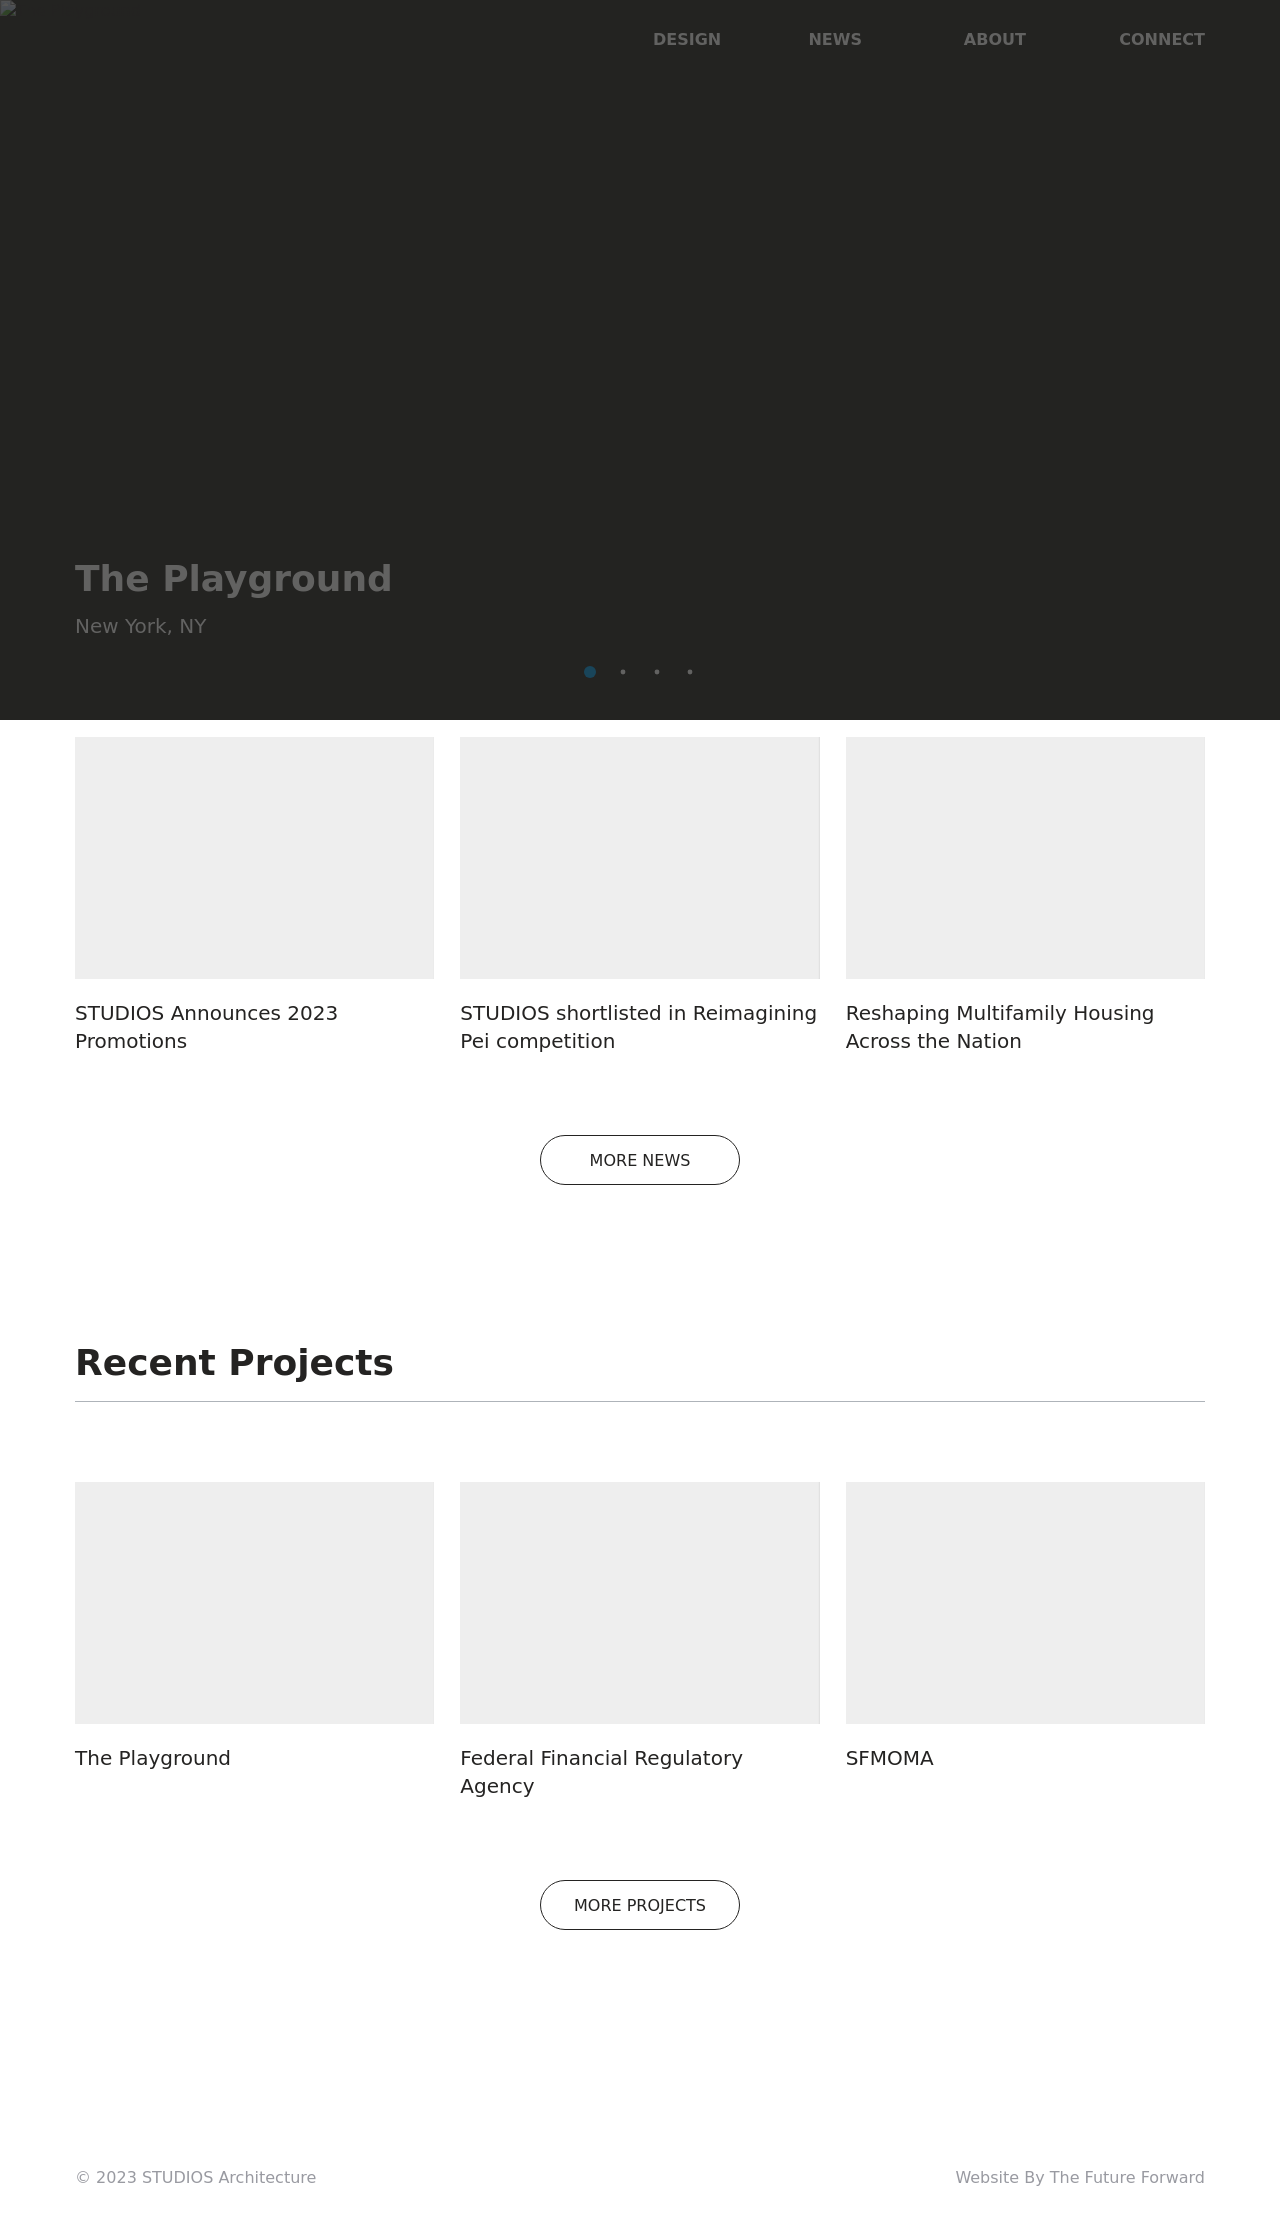 DESIGN NEWS ABOUT CONNECT
The Playground
New York, NY
STUDIOS Announces 2023
Promotions
STUDIOS shortlisted in Reimagining
Pei competition
Reshaping Multifamily Housing
Across the Nation
MORE NEWS
Recent Projects
The Playground
Federal Financial Regulatory
Agency
SFMOMA
MORE PROJECTS
© 2023 STUDIOS Architecture
Website By The Future Forward